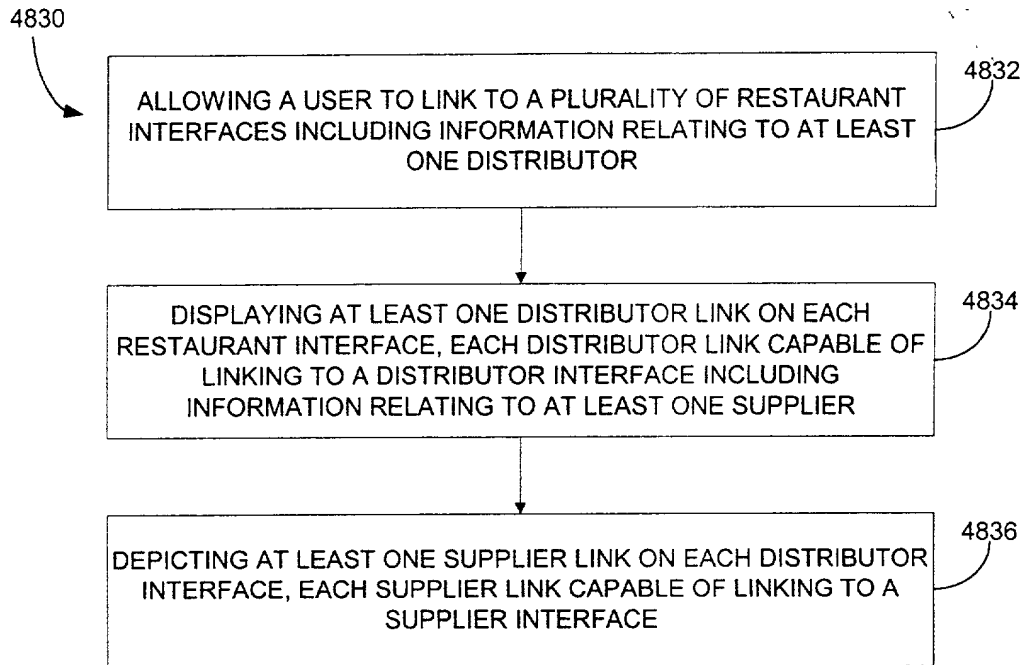 4830
4832
ALLOWING A USER TO LINK TO A PLURALITY OF RESTAURANT
INTERFACES INCLUDING INFORMATION RELATING TO AT LEAST
ONE DISTRIBUTOR
4834
DISPLAYING AT LEAST ONE DISTRIBUTOR LINK ON EACH
RESTAURANT INTERFACE, EACH DISTRIBUTOR LINK CAPABLE OF
LINKING TO A DISTRIBUTOR INTERFACE INCLUDING
INFORMATION RELATING TO AT LEAST ONE SUPPLIER
4836
DEPICTING AT LEAST ONE SUPPLIER LINK ON EACH DISTRIBUTOR
INTERFACE, EACH SUPPLIER LINK CAPABLE OF LINKING TO A
SUPPLIER INTERFACE